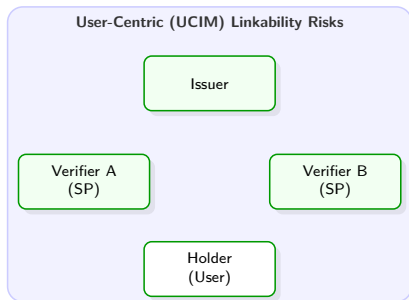 User-Centric (UCIM) Linkability Risks
Issuer
Verifier A
(SP)
Verifier B
(SP)
Holder
(User)